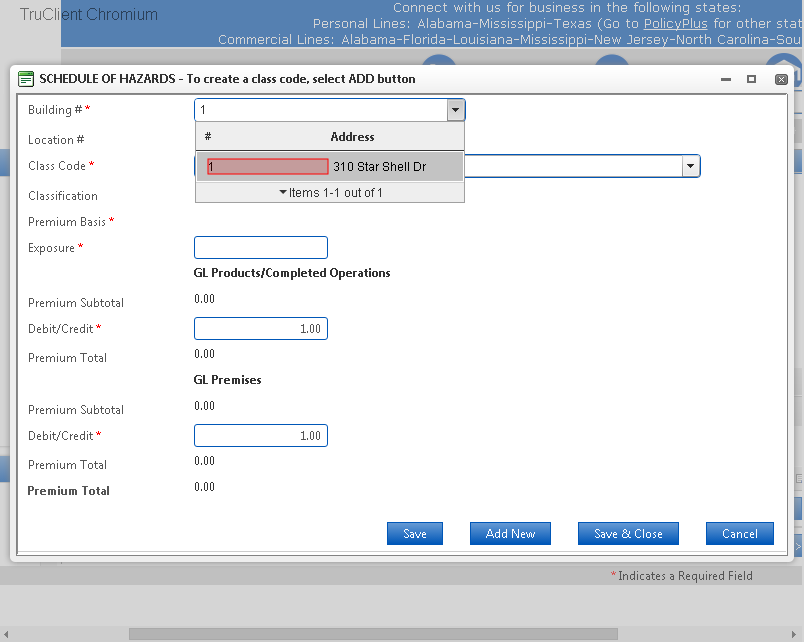 TruClient Chromium
Connect with us for business in the following states:
Personal Lines: Alabama-Mississippi-Texas (Go to PolicyPlus for other stat
Commercial Lines: Alabama-Florida-Louisiana-Mississippi-New Jersey-North Carolina-Sou
SCHEDULE OF HAZARDS - To create a class code, select ADD button
Building # * 1
# Address
Location #
Class Code *
1 310 Star Shell Dr
Classification
Items 1-1 out of 1
Premium Basis *
Exposure *
GL Products/Completed Operations
Premium Subtotal 0.00
Debit/Credit * 1.00
Premium Total 0.00
GL Premises
Premium Subtotal 0.00
Debit/Credit * 1.00
Premium Total 0.00
Premium Total 0.00
Save Add New Save & Close Cancel
* Indicates a Required Field